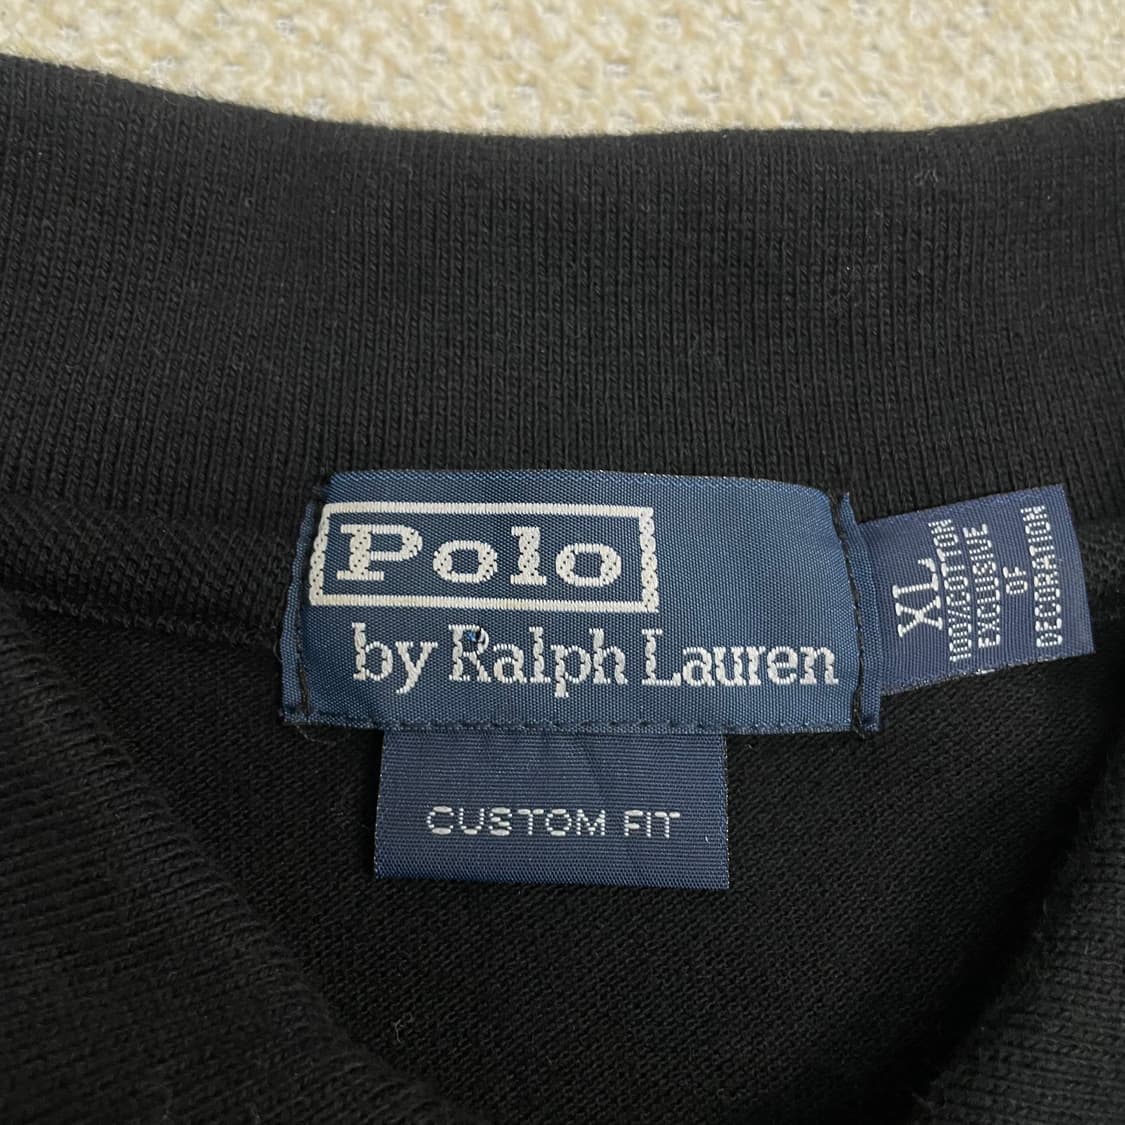 Polo
by Ralph Lauren
CUSTOM FIT
XL
100% COTTON
EXCLUSIVE
OF
DECORATION